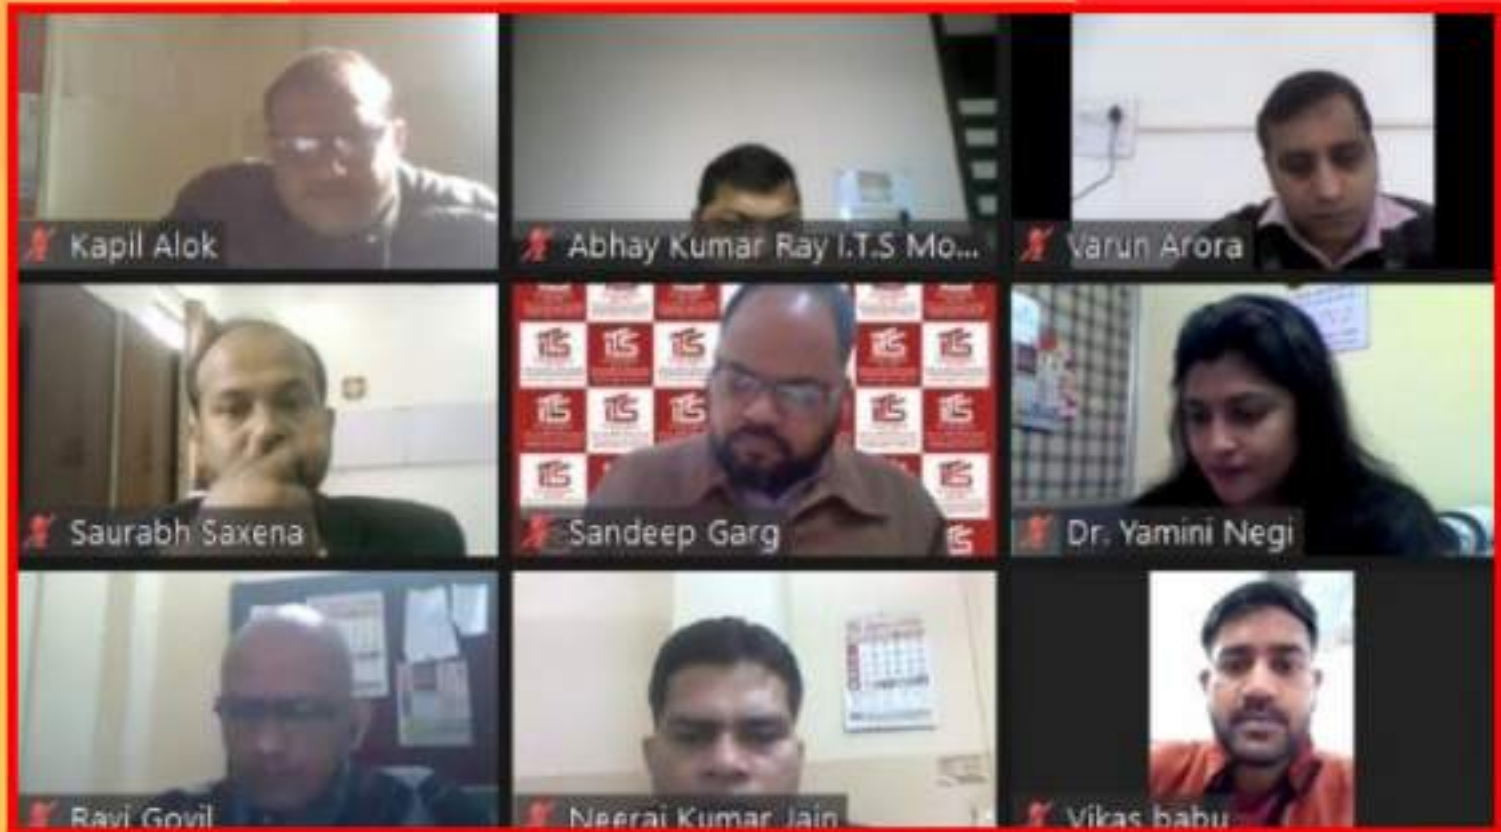 Kapil Alok
Abhay Kumar Ray I.T.S Mo...
Varun Arora
Saurabh Saxena
Sandeep Garg
Dr. Yamini Negi
Ravi Govil
Neeraj Kumar Jain
Vikas babu